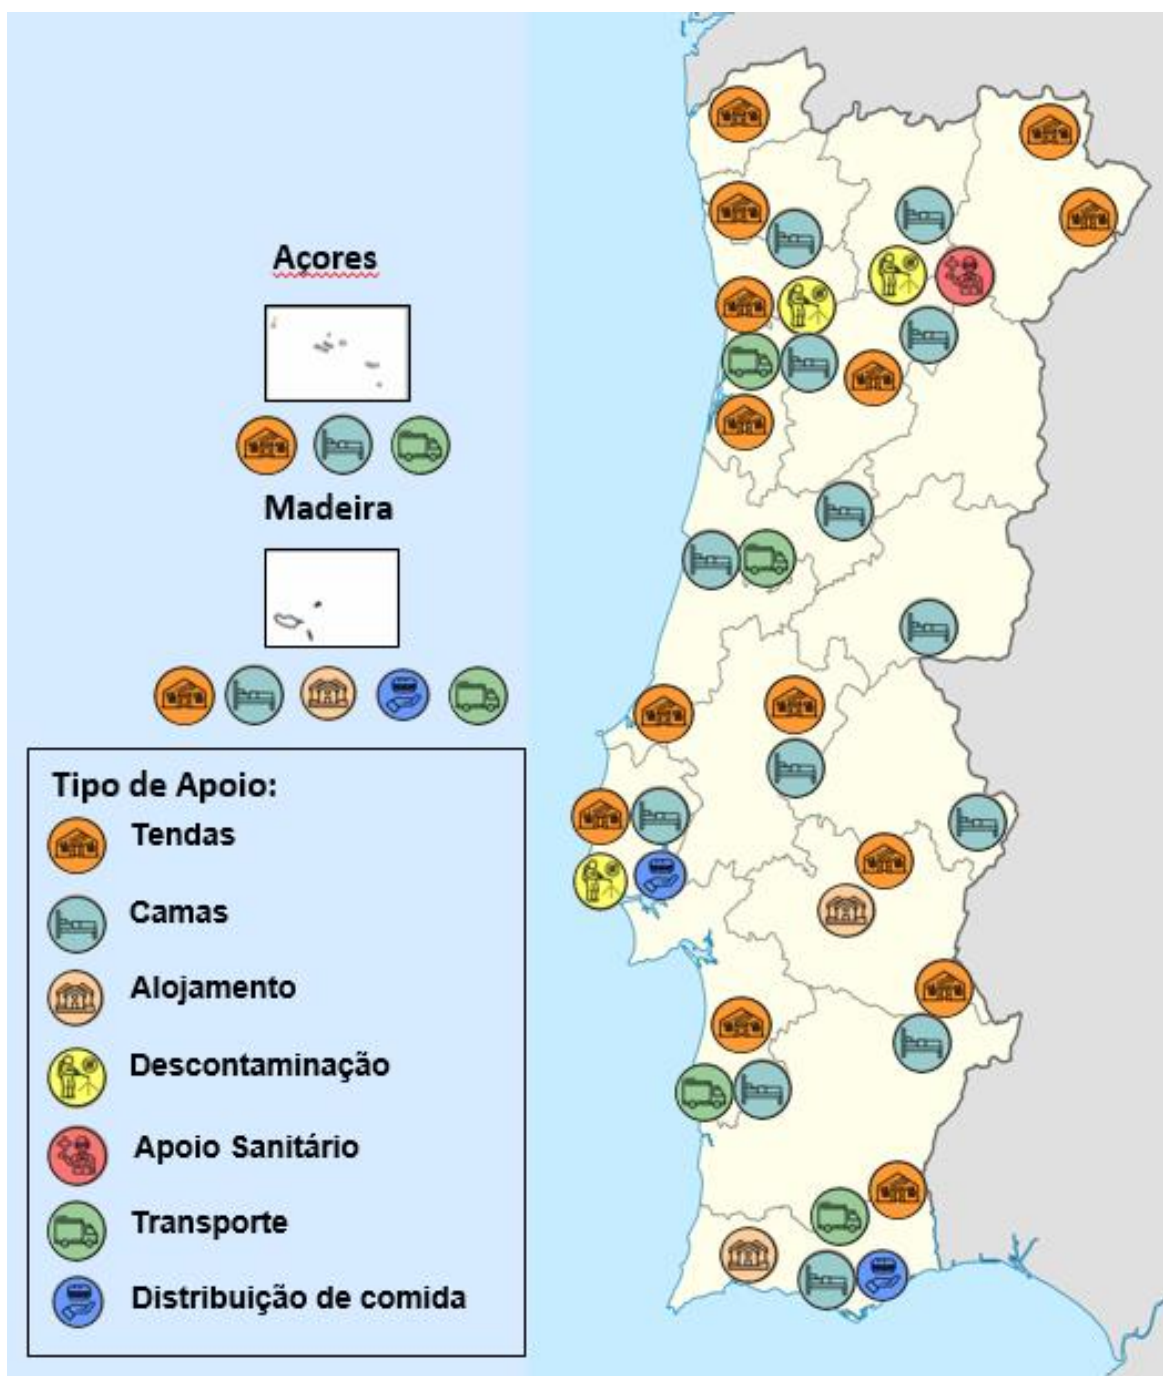 Açores
Madeira
Tipo de Apoio:
Tendas
Camas
Alojamento
Descontaminação
Apoio Sanitário
Transporte
Distribuição de comida